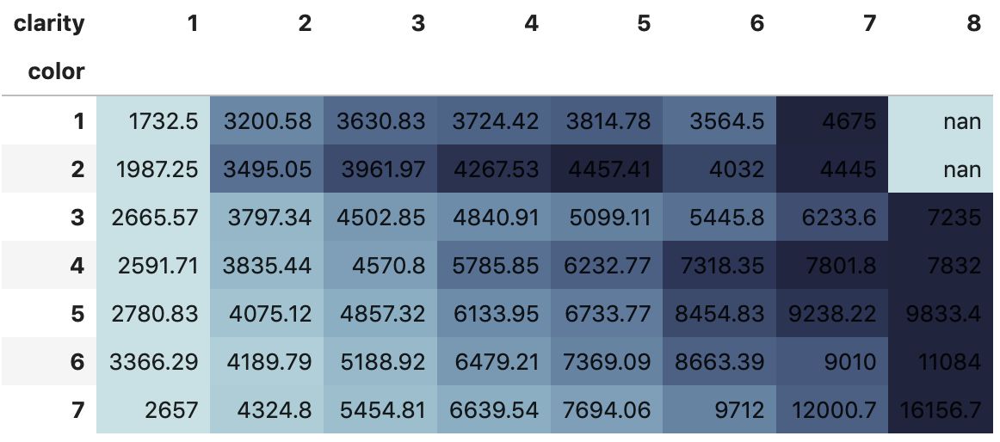 clarity 1 2 3 4 5 6 7 8
color
1 1732.5 3200.58 3630.83 3724.42 3814.78 3564.5 4675 nan
2 1987.25 3495.05 3961.97 4267.53 4457.41 4032 4445 nan
3 2665.57 3797.34 4502.85 4840.91 5099.11 5445.8 6233.6 7235
4 2591.71 3835.44 4570.8 5785.85 6232.77 7318.35 7801.8 7832
5 2780.83 4075.12 4857.32 6133.95 6733.77 8454.83 9238.22 9833.4
6 3366.29 4189.79 5188.92 6479.21 7369.09 8663.39 9010 11084
7 2657 4324.8 5454.81 6639.54 7694.06 9712 12000.7 16156.7